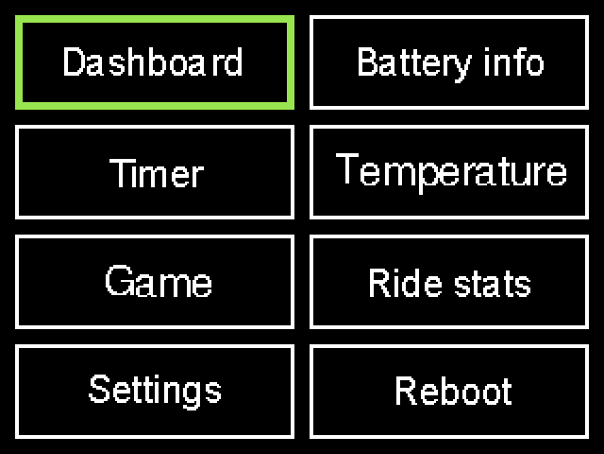 Dashboard
Battery info
Timer
Temperature
Game
Ride stats
Settings
Reboot